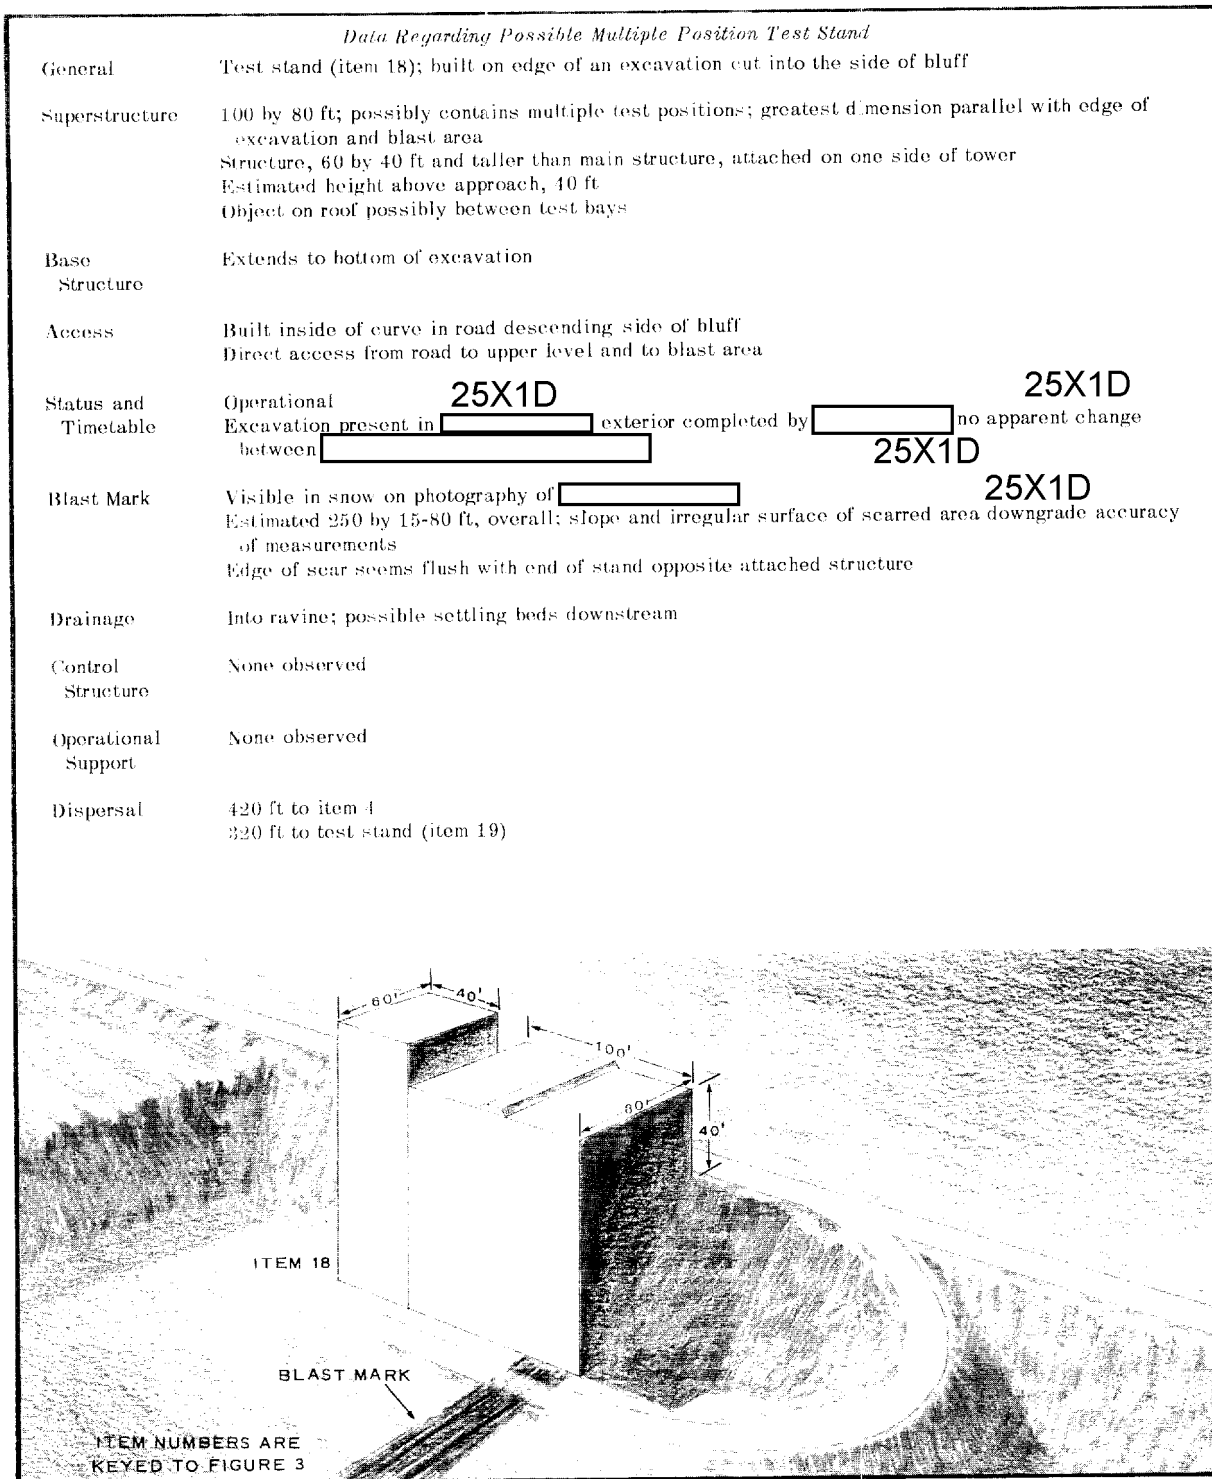 Data Regarding Possible Multiple Position Test Stand
General Test stand (item 18); built on edge of an excavation cut into the side of bluff
Superstructure 100 by 80 ft; possibly contains multiple test positions; greatest dimension parallel with edge of
excavation and blast area
Structure, 60 by 40 ft and taller than main structure, attached on one side of tower
Estimated height above approach, 40 ft
Object on roof possibly between test bays
Base Extends to bottom of excavation
Structure
Access Built inside of curve in road descending side of bluff
Direct access from road to upper level and to blast area
25X1D 25X1D
Status and Operational
Timetable Excavation present in exterior completed by no apparent change
between
25X1D
Blast Mark Visible in snow on photography of 25X1D
Estimated 250 by 15-80 ft, overall; slope and irregular surface of scarred area downgrade accuracy
of measurements
Edge of scar seems flush with end of stand opposite attached structure
Drainage Into ravine; possible settling beds downstream
Control None observed
Structure
Operational None observed
Support
Dispersal 420 ft to item 4
320 ft to test stand (item 19)
60' 40'
100'
80'
40'
ITEM 18
BLAST MARK
ITEM NUMBERS ARE
KEYED TO FIGURE 3